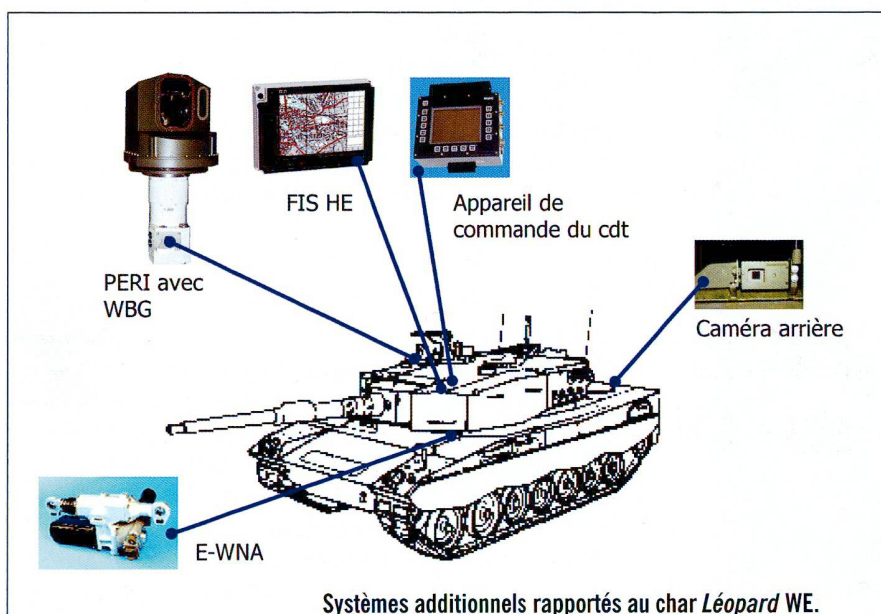 FIS HE
Appareil de
commande du cdt
PERI avec
WBG
Caméra arrière
E-WNA
Systèmes additionnels rapportés au char Léopard WE.